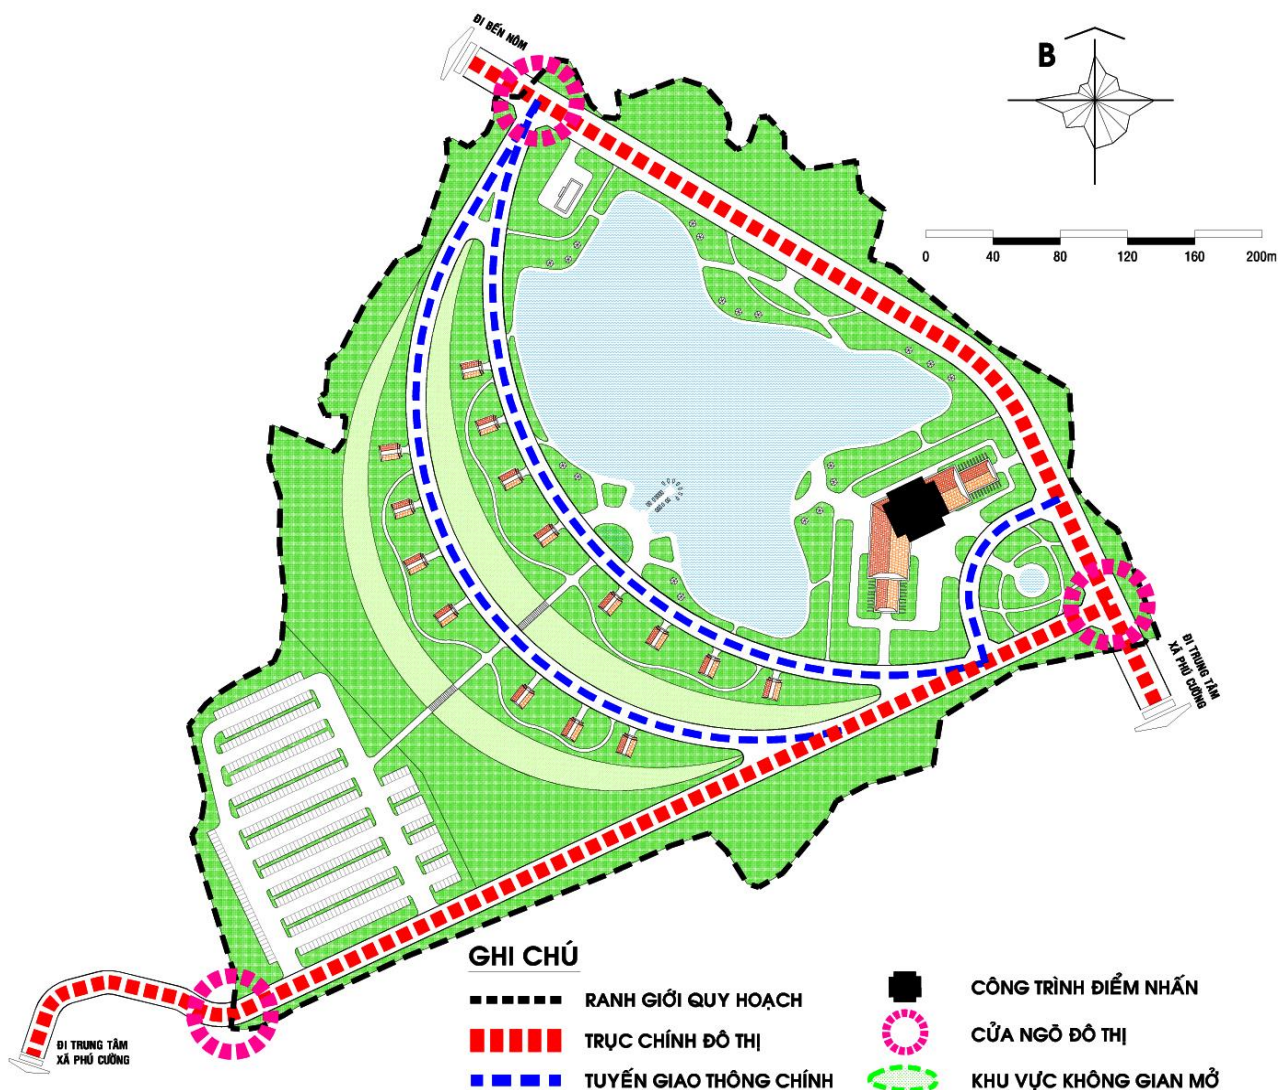 ĐI BẾN NÔM
B
0 40 80 120 160 200m
ĐI TRUNG TÂM
XÃ PHÚ CƯỜNG
ĐI TRUNG TÂM
XÃ PHÚ CƯỜNG
GHI CHÚ
RANH GIỚI QUY HOẠCH
TRỤC CHÍNH ĐÔ THỊ
TUYẾN GIAO THÔNG CHÍNH
CÔNG TRÌNH ĐIỂM NHẤN
CỬA NGÕ ĐÔ THỊ
KHU VỰC KHÔNG GIAN MỞ